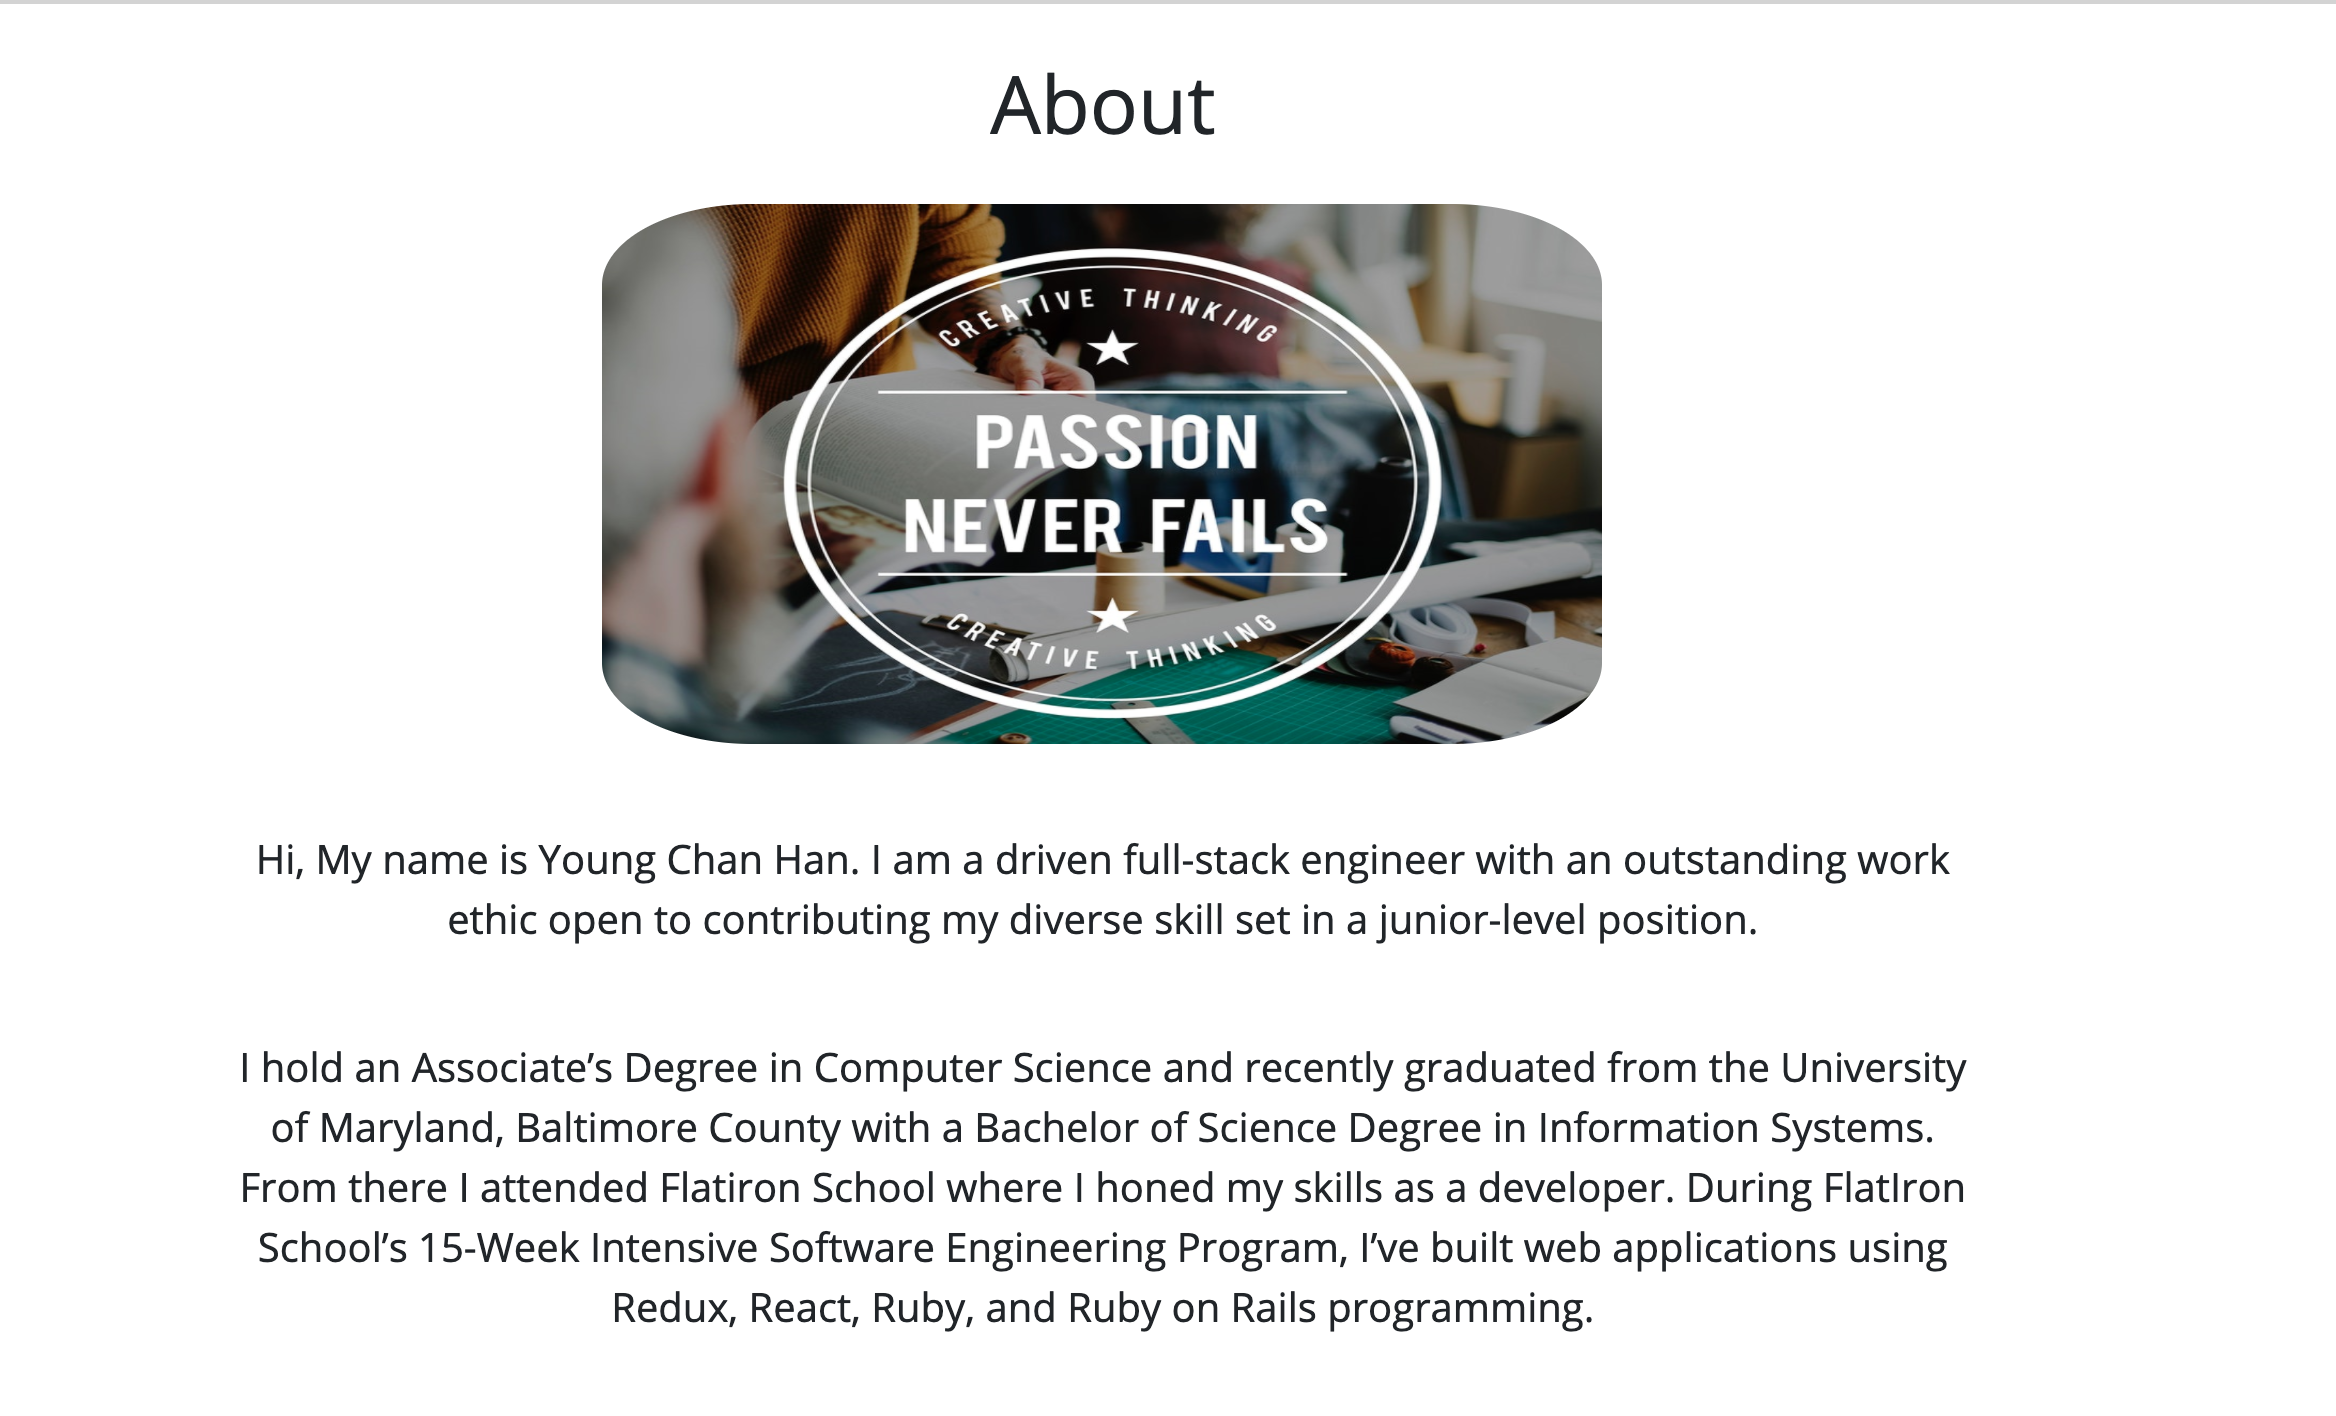 About
CREATIVE THINKING
PASSION
NEVER FAILS
CREATIVE THINKING
Hi, My name is Young Chan Han. I am a driven full-stack engineer with an outstanding work
ethic open to contributing my diverse skill set in a junior-level position.
I hold an Associate’s Degree in Computer Science and recently graduated from the University
of Maryland, Baltimore County with a Bachelor of Science Degree in Information Systems.
From there I attended Flatiron School where I honed my skills as a developer. During FlatIron
School’s 15-Week Intensive Software Engineering Program, I’ve built web applications using
Redux, React, Ruby, and Ruby on Rails programming.